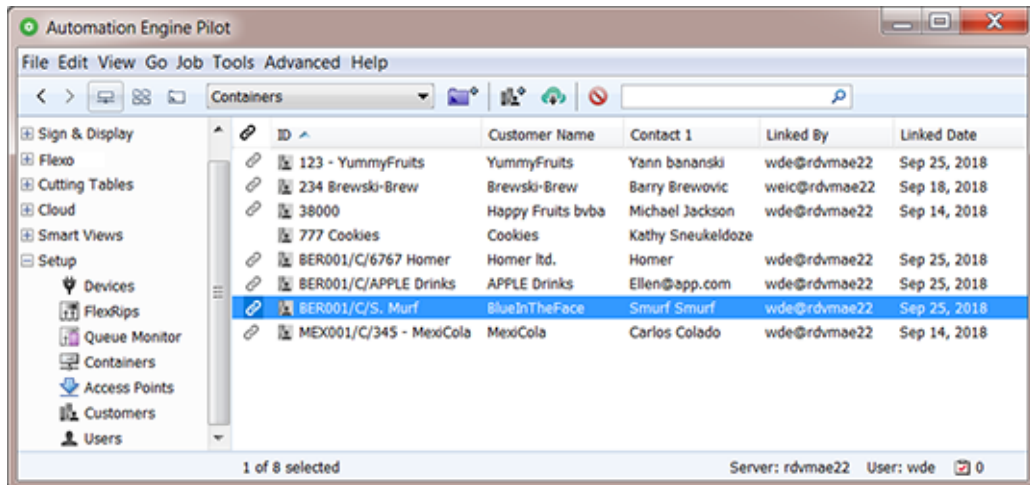 Automation Engine Pilot
File Edit View Go Job Tools Advanced Help
Containers
Sign & Display
Flexo
Cutting Tables
Cloud
Smart Views
Setup
Devices
FlexRips
Queue Monitor
Containers
Access Points
Customers
Users
ID Customer Name Contact 1 Linked By Linked Date
123 - YummyFruits YummyFruits Yann bananski wde@rdvmae22 Sep 25, 2018
234 Brewski-Brew Brewski-Brew Barry Brewovic weic@rdvmae22 Sep 18, 2018
38000 Happy Fruits bvba Michael Jackson wde@rdvmae22 Sep 14, 2018
777 Cookies Cookies Kathy Sneukeldoze
BER001/C/6767 Homer Homer ltd. Homer wde@rdvmae22 Sep 25, 2018
BER001/C/APPLE Drinks APPLE Drinks Ellen@app.com wde@rdvmae22 Sep 25, 2018
BER001/C/S. Murf BlueInTheFace Smurf Smurf wde@rdvmae22 Sep 25, 2018
MEX001/C/345 - MexiCola MexiCola Carlos Colado wde@rdvmae22 Sep 14, 2018
1 of 8 selected Server: rdvmae22 User: wde 0